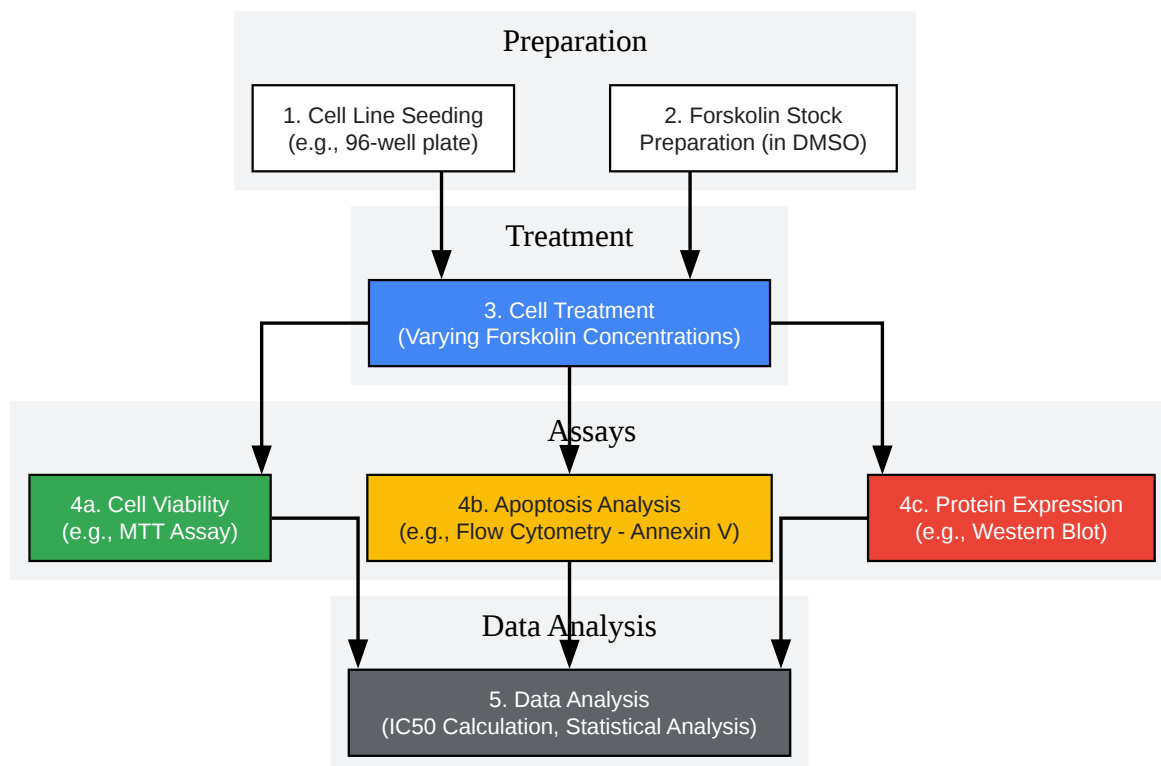 Preparation
1. Cell Line Seeding
(e.g., 96-well plate)
2. Forskolin Stock
Preparation (in DMSO)
Treatment
3. Cell Treatment
(Varying Forskolin Concentrations)
Assays
4a. Cell Viability
(e.g., MTT Assay)
4b. Apoptosis Analysis
(e.g., Flow Cytometry - Annexin V)
4c. Protein Expression
(e.g., Western Blot)
Data Analysis
5. Data Analysis
(IC50 Calculation, Statistical Analysis)